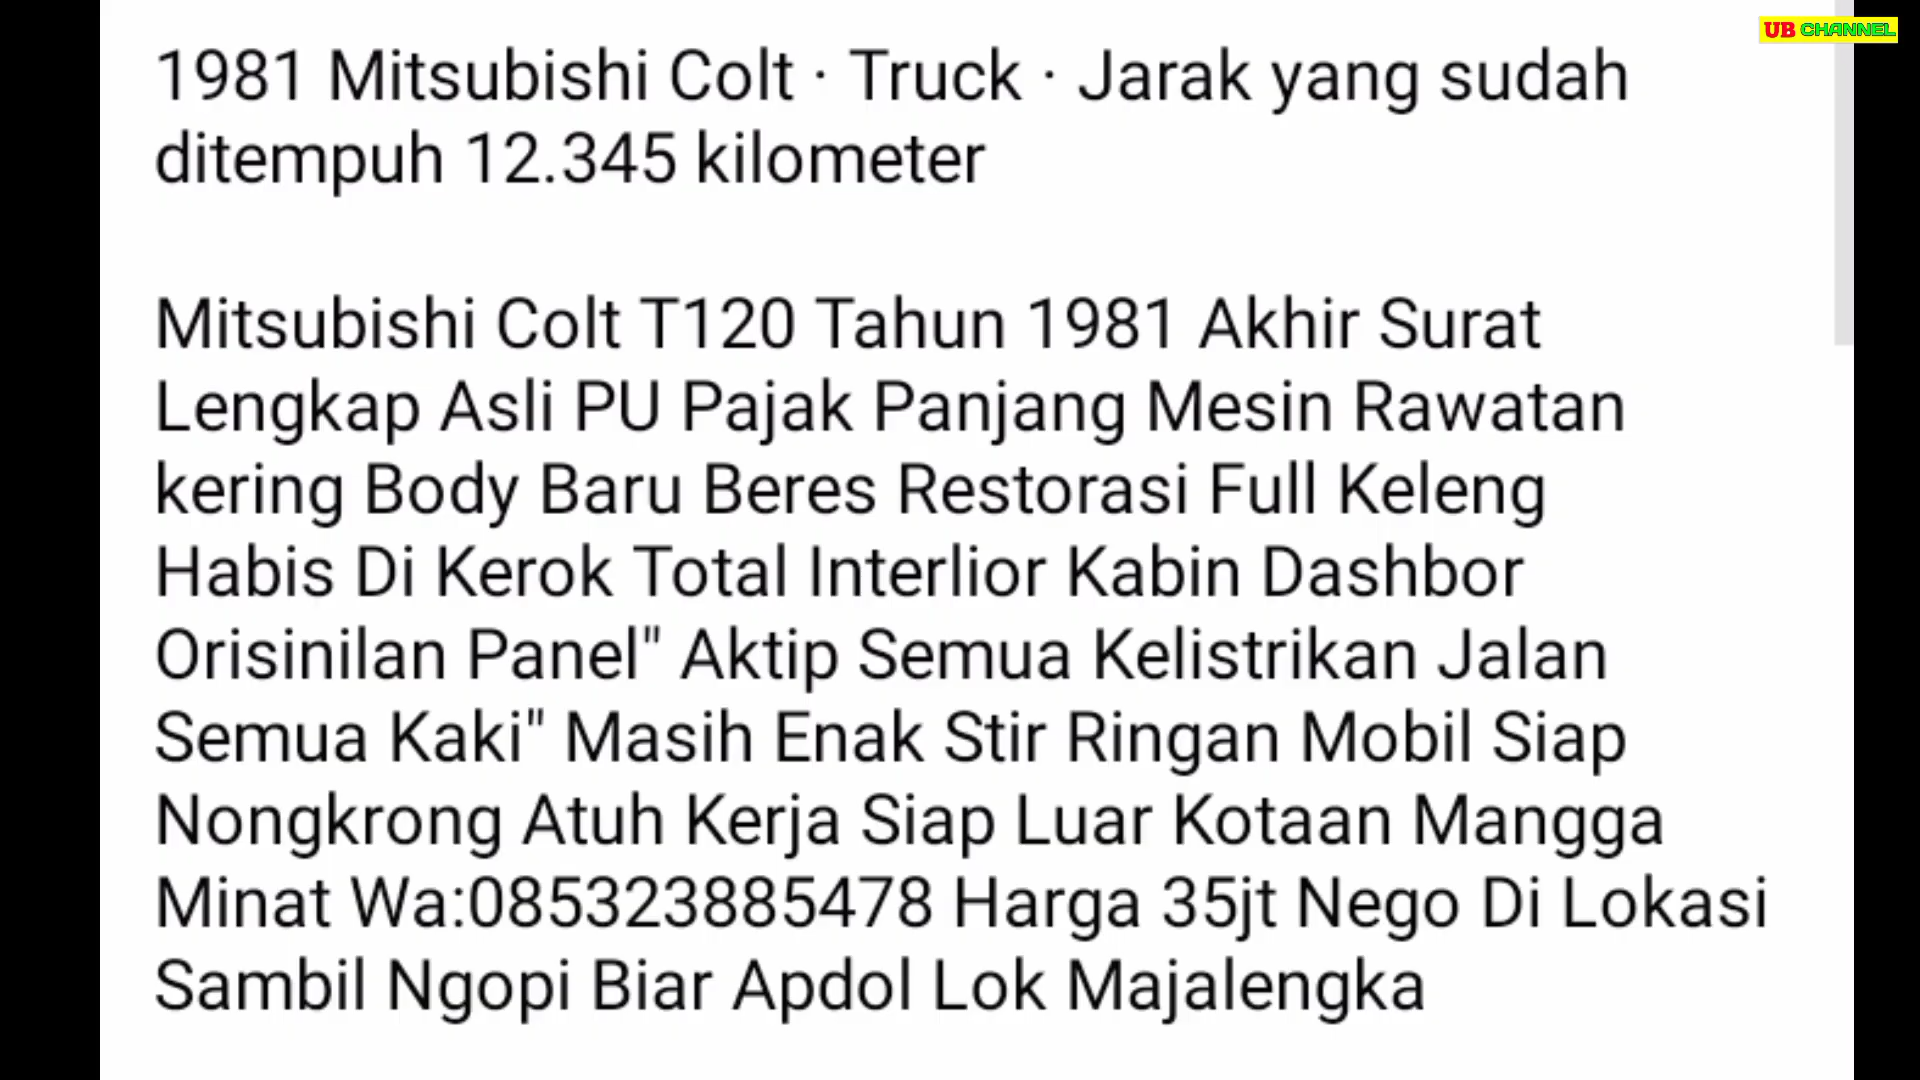 UB CHANNEL
1981 Mitsubishi Colt · Truck · Jarak yang sudah
ditempuh 12.345 kilometer
Mitsubishi Colt T120 Tahun 1981 Akhir Surat
Lengkap Asli PU Pajak Panjang Mesin Rawatan
kering Body Baru Beres Restorasi Full Keleng
Habis Di Kerok Total Interlior Kabin Dashbor
Orisinilan Panel" Aktip Semua Kelistrikan Jalan
Semua Kaki" Masih Enak Stir Ringan Mobil Siap
Nongkrong Atuh Kerja Siap Luar Kotaan Mangga
Minat Wa:085323885478 Harga 35jt Nego Di Lokasi
Sambil Ngopi Biar Apdol Lok Majalengka